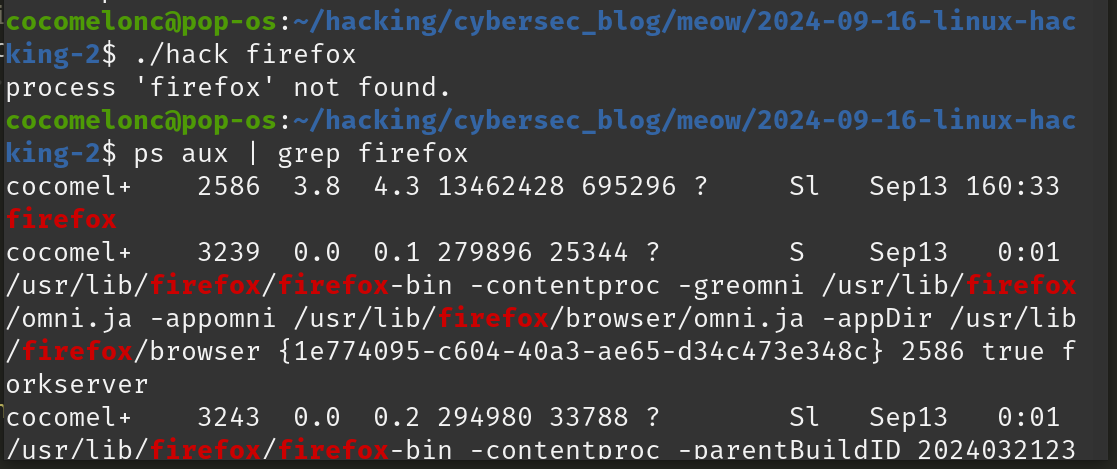 cocomelonc@pop-os:~/hacking/cybersec_blog/meow/2024-09-16-linux-hac
king-2$ ./hack firefox
process 'firefox' not found.
cocomelonc@pop-os:~/hacking/cybersec_blog/meow/2024-09-16-linux-hac
king-2$ ps aux | grep firefox
cocomel+    2586  3.8  4.3 13462428 695296 ?     Sl   Sep13 160:33
firefox
cocomel+    3239  0.0  0.1 279896 25344 ?        S    Sep13   0:01
/usr/lib/firefox/firefox-bin -contentproc -greomni /usr/lib/firefox
/omni.ja -appomni /usr/lib/firefox/browser/omni.ja -appDir /usr/lib
/firefox/browser {1e774095-c604-40a3-ae65-d34c473e348c} 2586 true f
orkserver
cocomel+    3243  0.0  0.2 294980 33788 ?        Sl   Sep13   0:01
/usr/lib/firefox/firefox-bin -contentproc -parentBuildID 2024032123